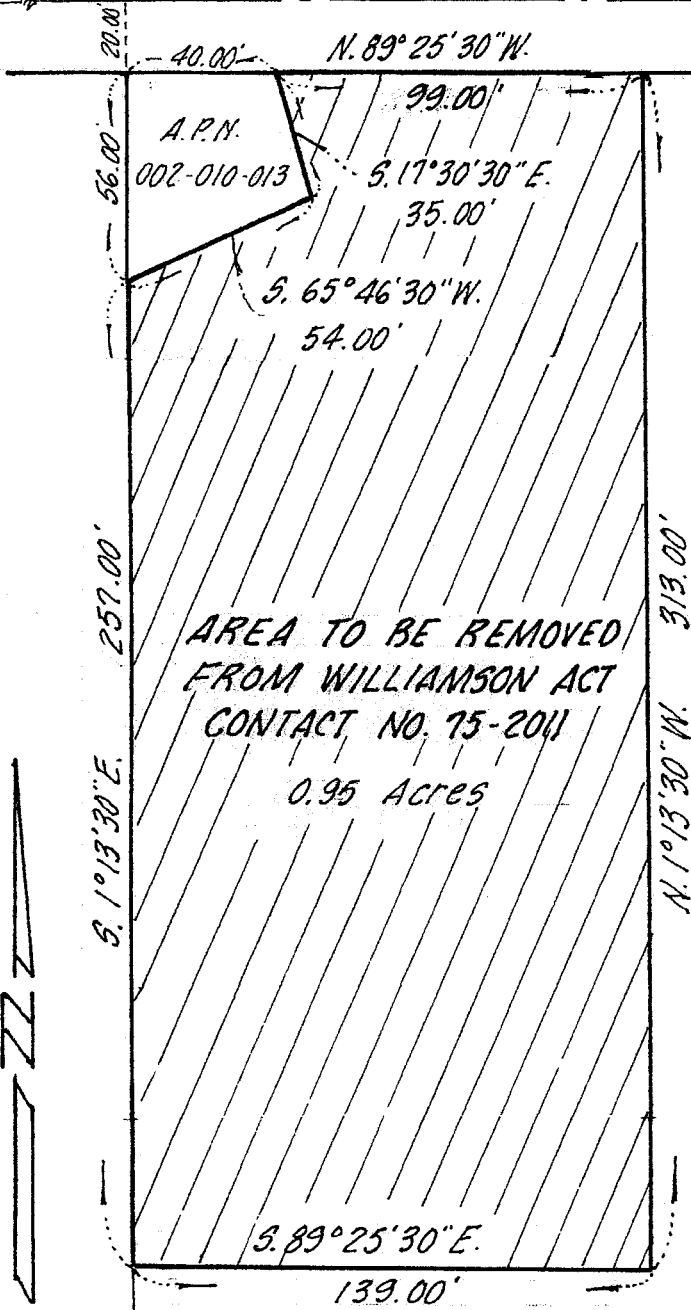 20.00'
40.00'
N. 89° 25' 30" W.
99.00'
56.00'
A.P.N.
002-010-013
S. 17° 30' 30" E.
35.00'
S. 65° 46' 30" W.
54.00'
257.00'
S. 1° 13' 30" E.
313.00'
N. 1° 13' 30" W.
AREA TO BE REMOVED
FROM WILLIAMSON ACT
CONTACT NO. 75-2011
0.95 Acres
S. 89° 25' 30" E.
139.00'